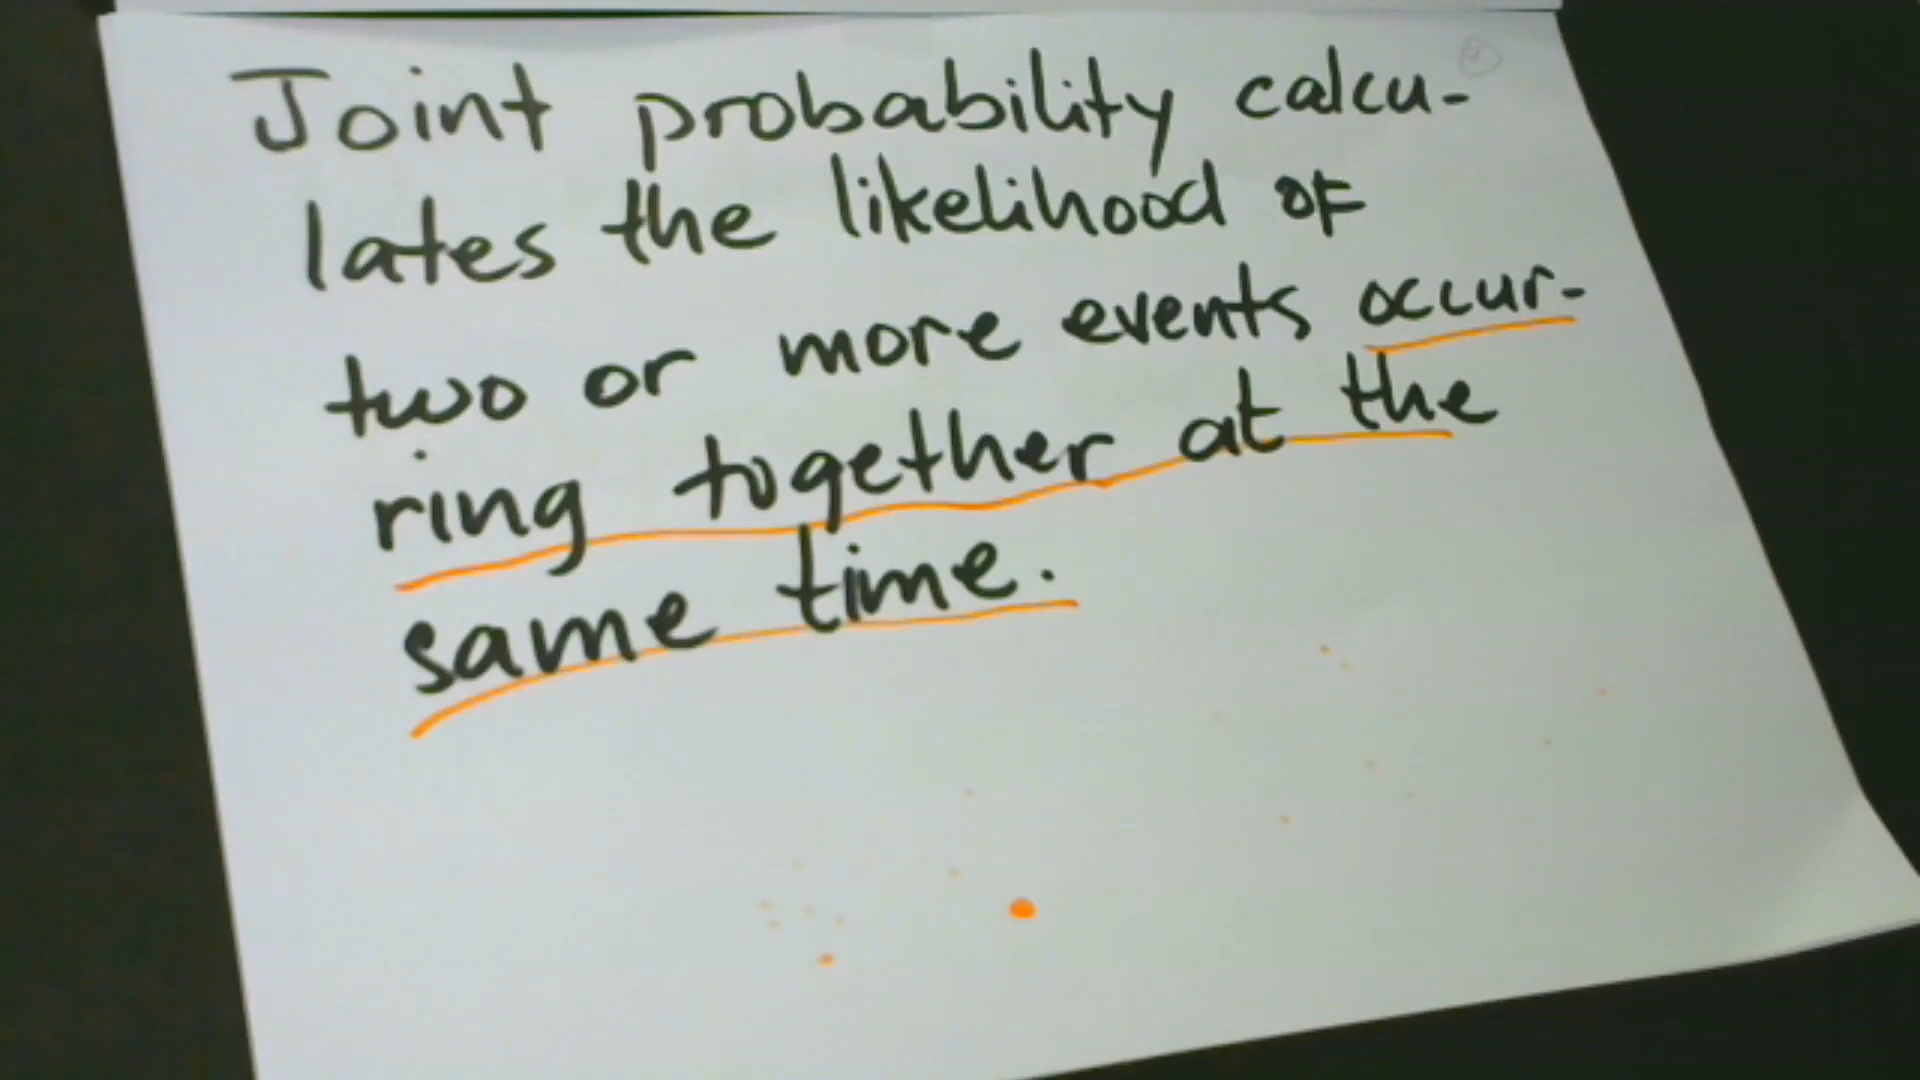 Joint probability calcu-
lates the likelihood of
two or more events occur-
ring together at the
same time.